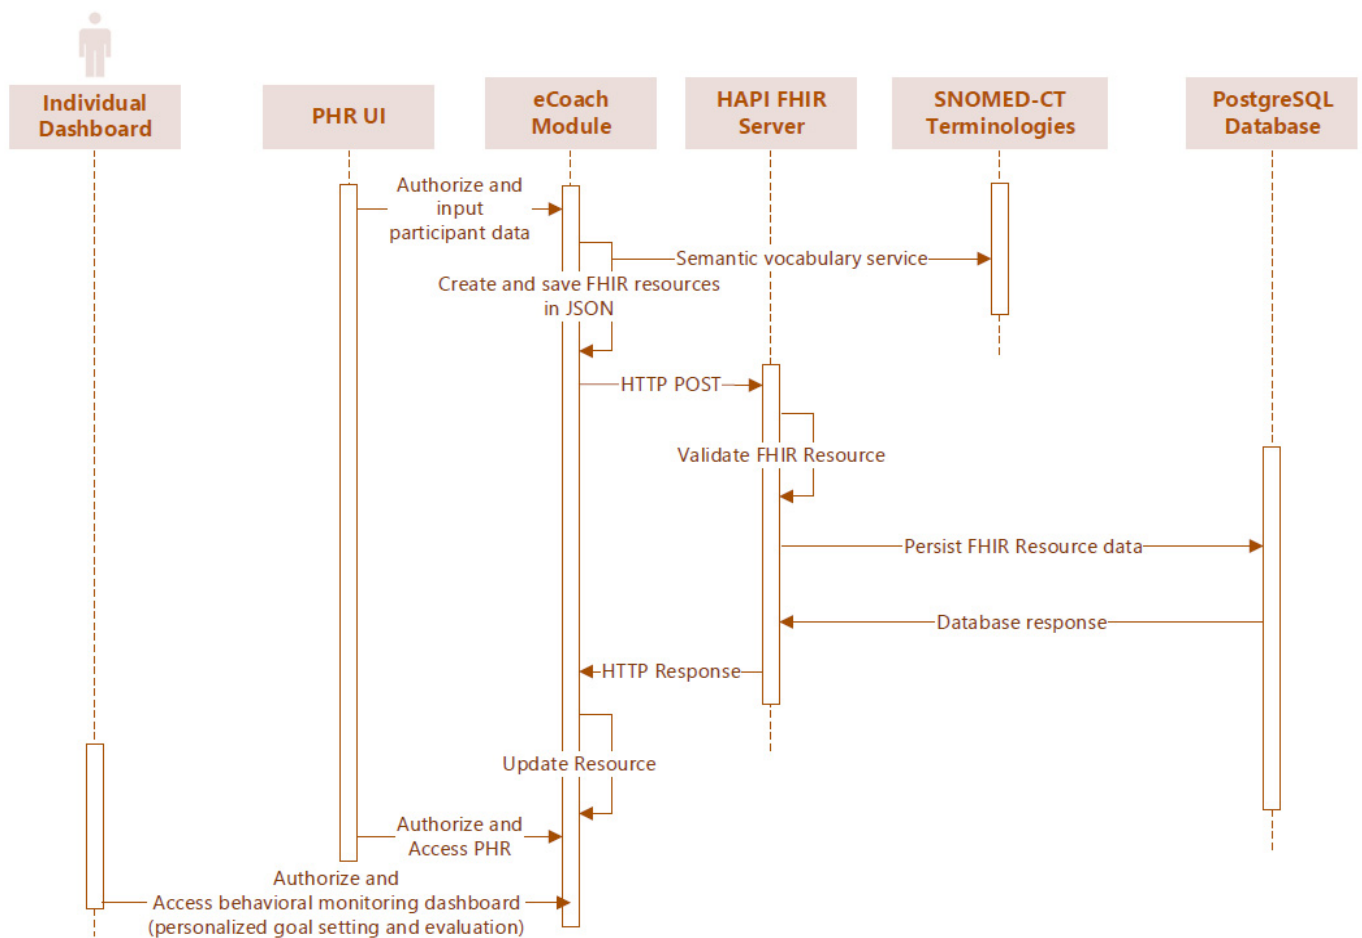 Individual
Dashboard
PHR UI
eCoach
Module
HAPI FHIR
Server
SNOMED-CT
Terminologies
PostgreSQL
Database
Authorize and
input
participant data
Semantic vocabulary service
Create and save FHIR resources
in JSON
HTTP POST
Validate FHIR Resource
Persist FHIR Resource data
Database response
HTTP Response
Update Resource
Authorize and
Access PHR
Authorize and
Access behavioral monitoring dashboard
(personalized goal setting and evaluation)